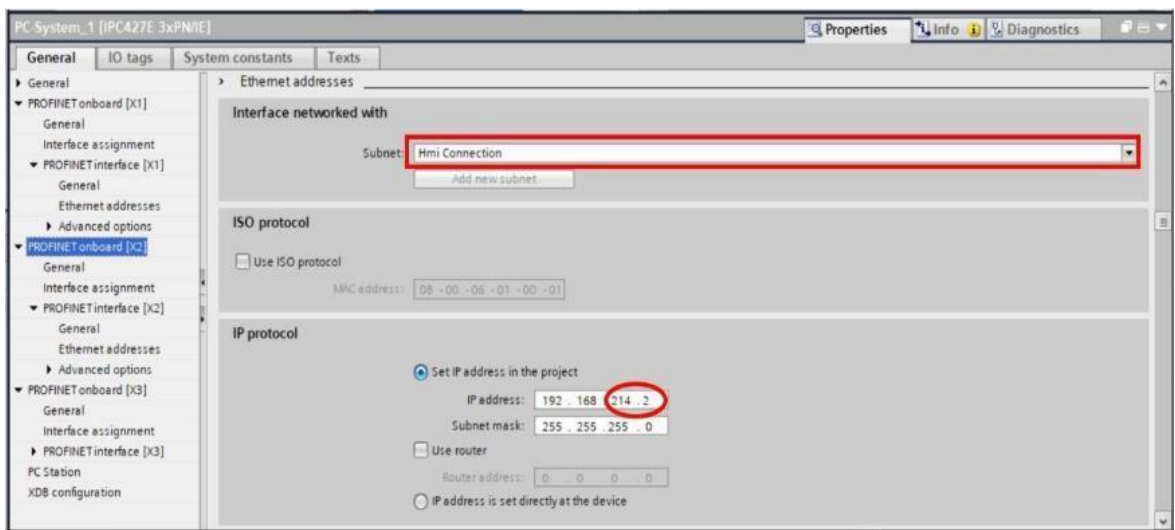 PC-System_1 [IPC427E 3xPN/IE]
Properties
Info
Diagnostics
General
IO tags
System constants
Texts
General
PROFINET onboard [X1]
General
Interface assignment
PROFINET interface [X1]
General
Ethernet addresses
Advanced options
PROFINET onboard [X2]
General
Interface assignment
PROFINET interface [X2]
General
Ethernet addresses
Advanced options
PROFINET onboard [X3]
General
Interface assignment
PROFINET interface [X3]
PC Station
XDB configuration
Ethernet addresses
Interface networked with
Subnet: Hmi Connection
Add new subnet
ISO protocol
Use ISO protocol
MAC address: 08 -00 -06 -01 -00 -01
IP protocol
Set IP address in the project
IP address: 192 . 168 . 214 . 2
Subnet mask: 255 . 255 . 255 . 0
Use router
Router address: 0 . 0 . 0 . 0
IP address is set directly at the device